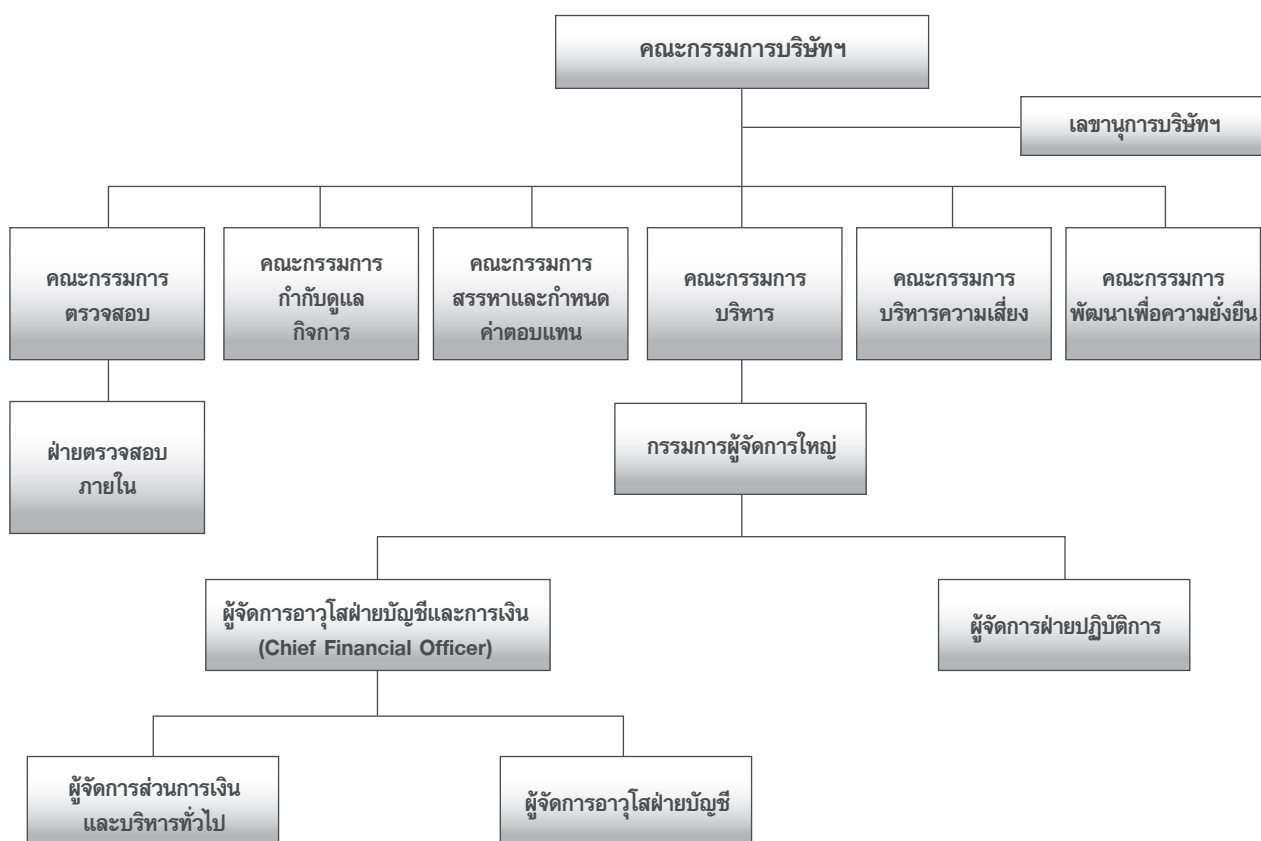 คณะกรรมการบริษัทฯ
เลขานุการบริษัทฯ
คณะกรรมการ
ตรวจสอบ
คณะกรรมการ
กำกับดูแล
กิจการ
คณะกรรมการ
สรรหาและกำหนด
ค่าตอบแทน
คณะกรรมการ
บริหาร
คณะกรรมการ
บริหารความเสี่ยง
คณะกรรมการ
พัฒนาเพื่อความยั่งยืน
ฝ่ายตรวจสอบ
ภายใน
กรรมการผู้จัดการใหญ่
ผู้จัดการอาวุโสฝ่ายบัญชีและการเงิน
(Chief Financial Officer)
ผู้จัดการฝ่ายปฏิบัติการ
ผู้จัดการส่วนการเงิน
และบริหารทั่วไป
ผู้จัดการอาวุโสฝ่ายบัญชี